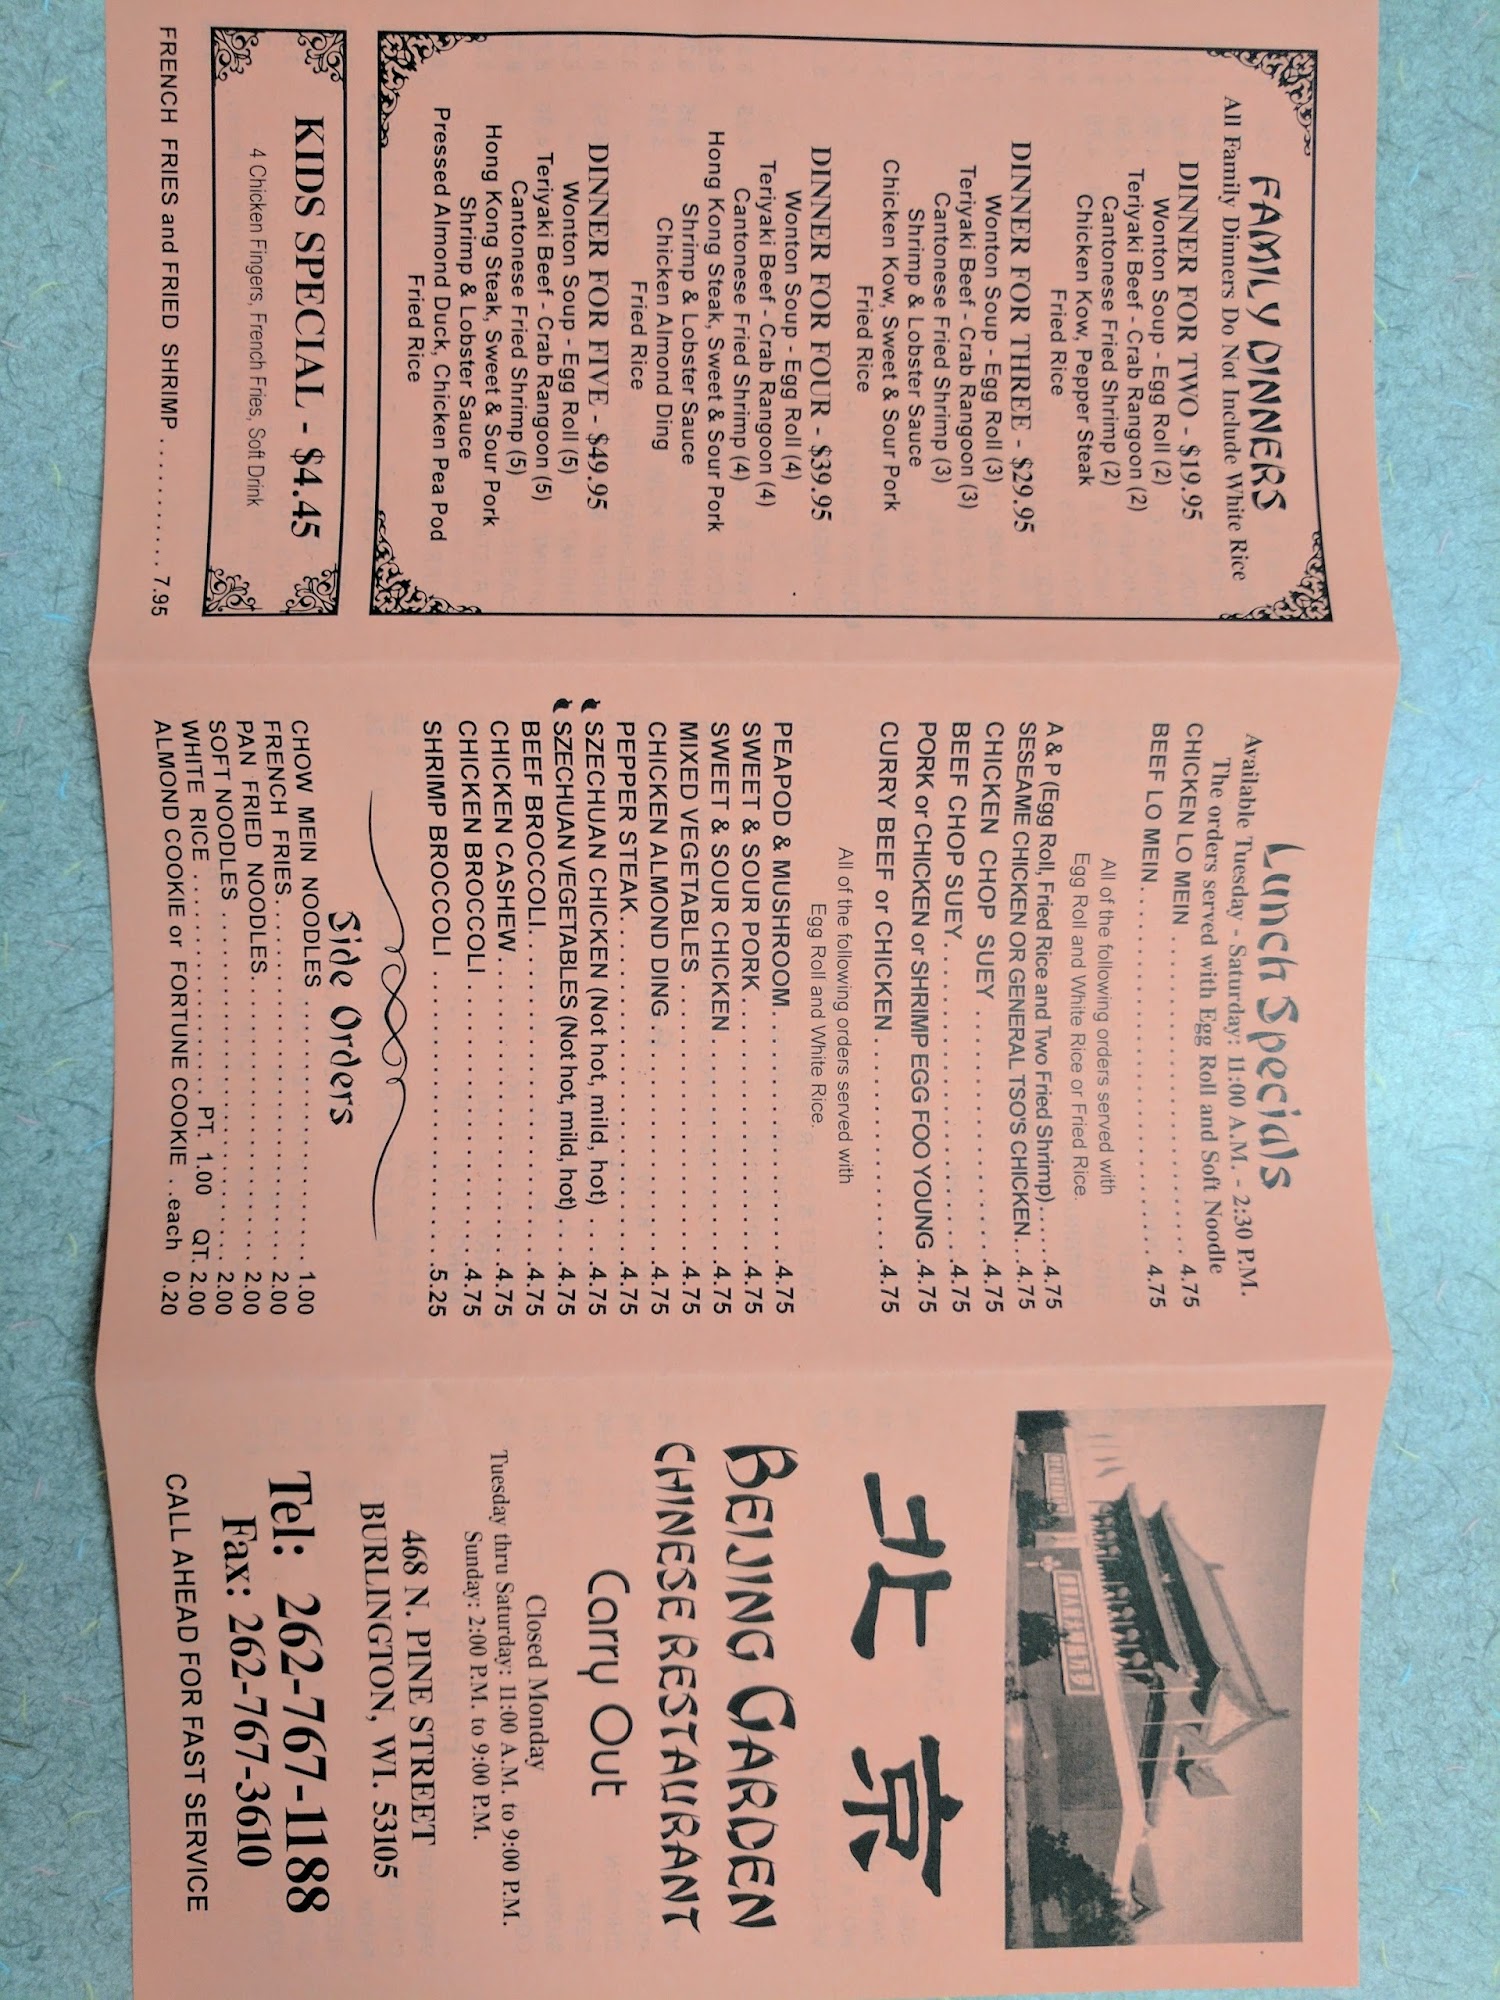 FAMILY DINNERS
All Family Dinners Do Not Include White Rice
DINNER FOR TWO - $19.95
Wonton Soup - Egg Roll (2)
Teriyaki Beef - Crab Rangoon (2)
Cantonese Fried Shrimp (2)
Chicken Kow, Pepper Steak
Fried Rice
DINNER FOR THREE - $29.95
Wonton Soup - Egg Roll (3)
Teriyaki Beef - Crab Rangoon (3)
Cantonese Fried Shrimp (3)
Shrimp & Lobster Sauce
Chicken Kow, Sweet & Sour Pork
Fried Rice
DINNER FOR FOUR - $39.95
Wonton Soup - Egg Roll (4)
Teriyaki Beef - Crab Rangoon (4)
Cantonese Fried Shrimp (4)
Hong Kong Steak, Sweet & Sour Pork
Shrimp & Lobster Sauce
Chicken Almond Ding
Fried Rice
DINNER FOR FIVE - $49.95
Wonton Soup - Egg Roll (5)
Teriyaki Beef - Crab Rangoon (5)
Cantonese Fried Shrimp (5)
Hong Kong Steak, Sweet & Sour Pork
Shrimp & Lobster Sauce
Pressed Almond Duck, Chicken Pea Pod
Fried Rice
KIDS SPECIAL - $4.45
4 Chicken Fingers, French Fries, Soft Drink
FRENCH FRIES and FRIED SHRIMP . . . . . . . . . . 7.95
Lunch Specials
Available Tuesday - Saturday: 11:00 A.M. - 2:30 P.M.
The orders served with Egg Roll and Soft Noodle
CHICKEN LO MEIN . . . . . . . . . . 4.75
BEEF LO MEIN . . . . . . . . . . 4.75
All of the following orders served with
Egg Roll and White Rice or Fried Rice.
A & P (Egg Roll, Fried Rice and Two Fried Shrimp) . . . . . 4.75
SESEAME CHICKEN OR GENERAL TSO'S CHICKEN . . . 4.75
CHICKEN CHOP SUEY . . . . . . . . . . 4.75
BEEF CHOP SUEY . . . . . . . . . . 4.75
PORK or CHICKEN or SHRIMP EGG FOO YOUNG . 4.75
CURRY BEEF or CHICKEN . . . . . . . . . . 4.75
All of the following orders served with
Egg Roll and White Rice.
PEAPOD & MUSHROOM . . . . . . . . . . 4.75
SWEET & SOUR PORK . . . . . . . . . . 4.75
SWEET & SOUR CHICKEN . . . . . . . . . . 4.75
MIXED VEGETABLES . . . . . . . . . . 4.75
CHICKEN ALMOND DING . . . . . . . . . . 4.75
PEPPER STEAK . . . . . . . . . . 4.75
SZECHUAN CHICKEN (Not hot, mild, hot) . . . . 4.75
SZECHUAN VEGETABLES (Not hot, mild, hot) . . . . 4.75
BEEF BROCCOLI . . . . . . . . . . 4.75
CHICKEN CASHEW . . . . . . . . . . 4.75
CHICKEN BROCCOLI . . . . . . . . . . 4.75
SHRIMP BROCCOLI . . . . . . . . . . 5.25
Side Orders
CHOW MEIN NOODLES . . . . . . . . . . 1.00
FRENCH FRIES . . . . . . . . . . 2.00
PAN FRIED NOODLES . . . . . . . . . . 2.00
SOFT NOODLES . . . . . . . . . . 2.00
WHITE RICE . . . . . . . . . . PT. 1.00 QT. 2.00
ALMOND COOKIE or FORTUNE COOKIE . . each 0.20
北京
BEIJING GARDEN
CHINESE RESTAURANT
Carry Out
Closed Monday
Tuesday thru Saturday: 11:00 A.M. to 9:00 P.M.
Sunday: 2:00 P.M. to 9:00 P.M.
468 N. PINE STREET
BURLINGTON, WI. 53105
Tel: 262-767-1188
Fax: 262-767-3610
CALL AHEAD FOR FAST SERVICE